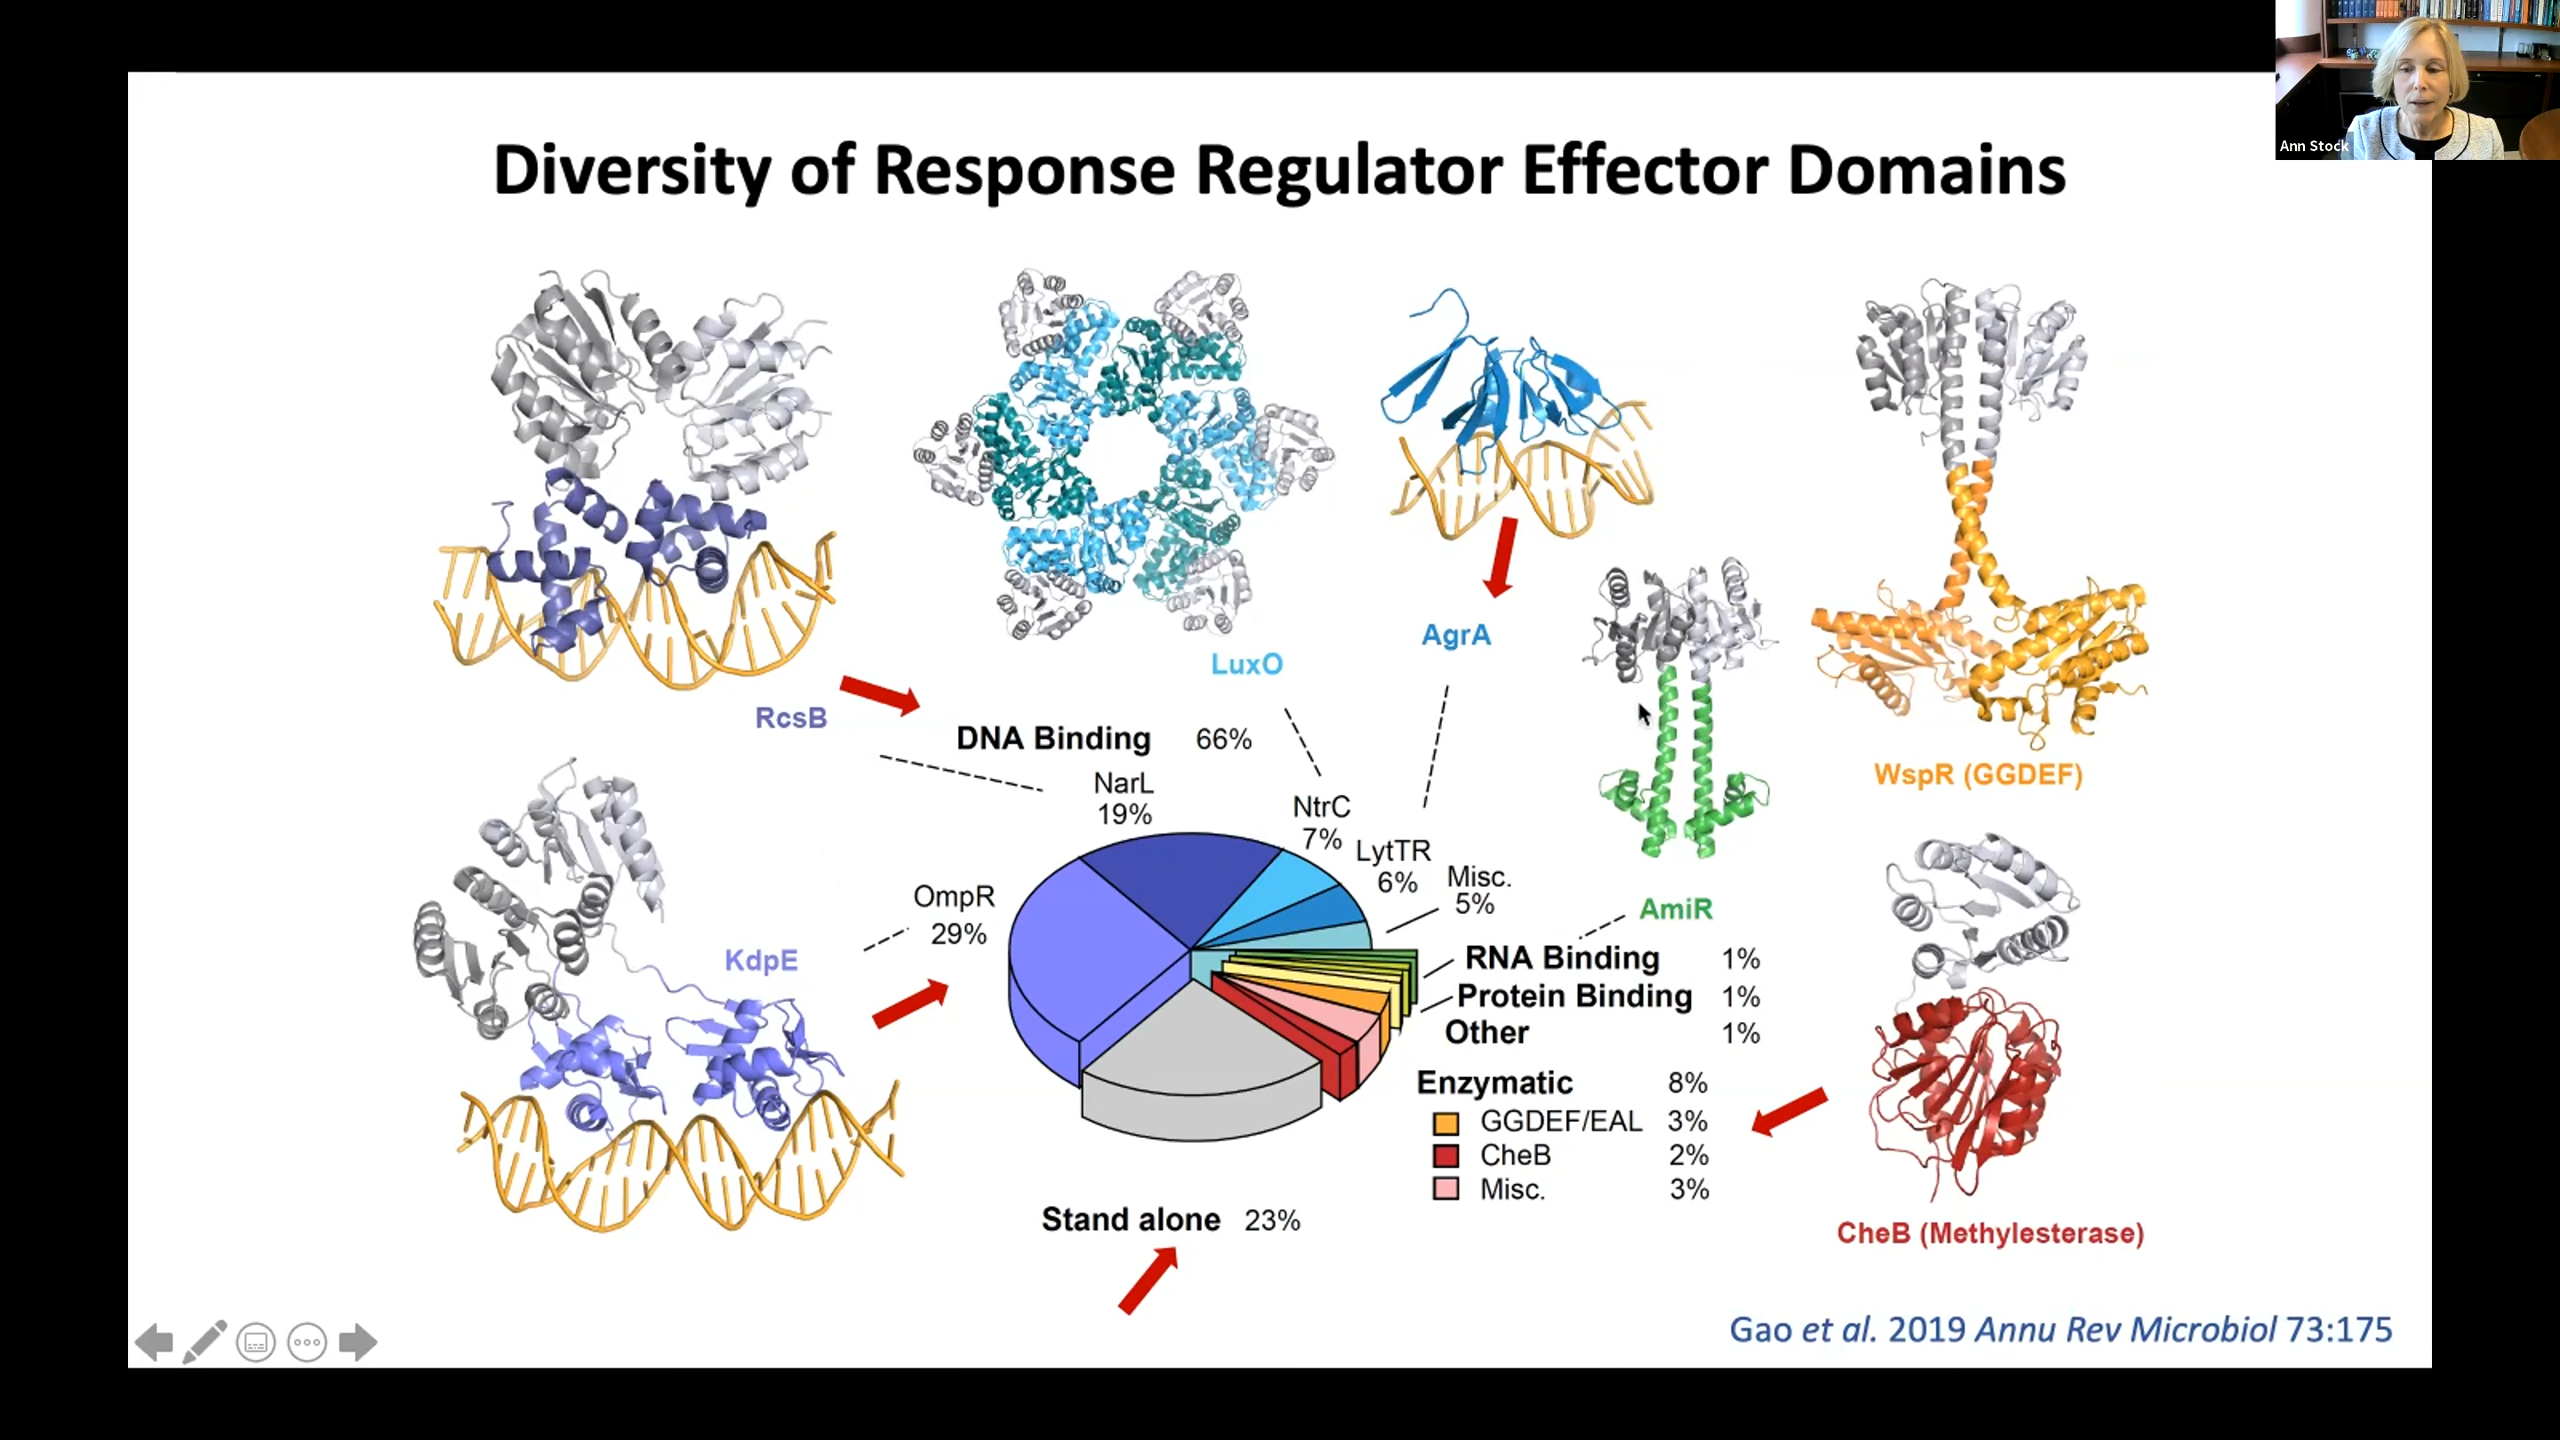 Ann Stock
Diversity of Response Regulator Effector Domains
AgrA
LuxO
RcsB
DNA Binding 66%
WspR (GGDEF)
NarL
19%
NtrC
7%
LytTR
6%
Misc.
5%
OmpR
29%
AmiR
KdpE
RNA Binding 1%
Protein Binding 1%
Other 1%
Enzymatic 8%
GGDEF/EAL 3%
CheB 2%
Misc. 3%
Stand alone 23%
CheB (Methylesterase)
Gao et al. 2019 Annu Rev Microbiol 73:175